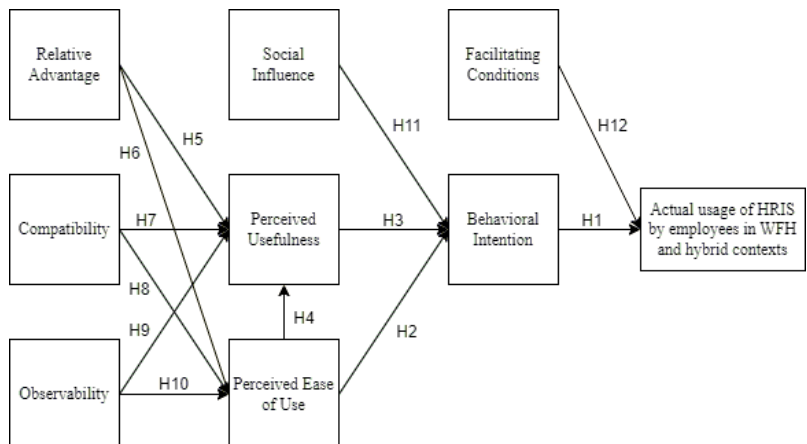 Relative
Advantage
Social
Influence
Facilitating
Conditions
H5
H6
H11
H12
Compatibility
H7
Perceived
Usefulness
H3
Behavioral
Intention
H1
Actual usage of HRIS
by employees in WFH
and hybrid contexts
H8
H9
H4
H2
Observability
H10
Perceived Ease
of Use